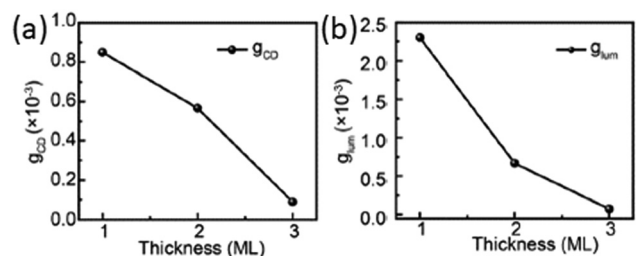 (a)
g_CD (×10⁻³)
1.0
0.8
0.6
0.4
0.2
0.0
g_CD
1 2 3
Thickness (ML)
(b)
g_lum (×10⁻³)
2.5
2.0
1.5
1.0
0.5
0.0
g_lum
1 2 3
Thickness (ML)